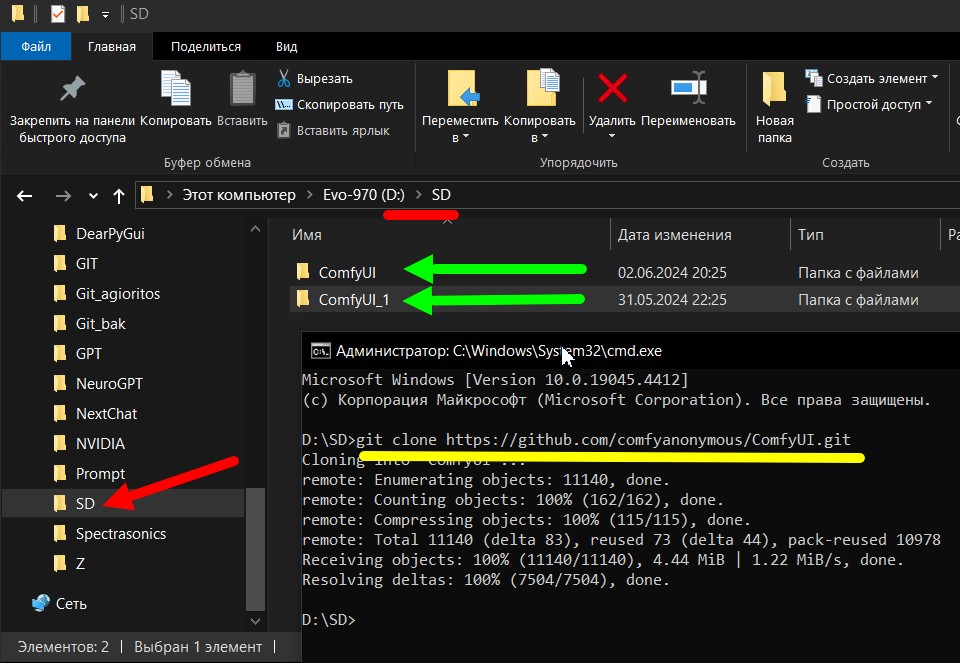 SD
Файл Главная Поделиться Вид
Закрепить на панели быстрого доступа
Копировать
Вставить
Вырезать
Скопировать путь
Вставить ярлык
Буфер обмена
Переместить в
Копировать в
Удалить
Переименовать
Упорядочить
Новая папка
Создать элемент
Простой доступ
Создать
Этот компьютер > Evo-970 (D:) > SD
DearPyGui
GIT
Git_agioritos
Git_bak
GPT
NeuroGPT
NextChat
NVIDIA
Prompt
SD
Spectrasonics
Z
Сеть
Имя Дата изменения Тип Ра
ComfyUI 02.06.2024 20:25 Папка с файлами
ComfyUI_1 31.05.2024 22:25 Папка с файлами
Администратор: C:\Windows\System32\cmd.exe
Microsoft Windows [Version 10.0.19045.4412]
(c) Корпорация Майкрософт (Microsoft Corporation). Все права защищены.
D:\SD>git clone https://github.com/comfyanonymous/ComfyUI.git
Cloning into 'ComfyUI'...
remote: Enumerating objects: 11140, done.
remote: Counting objects: 100% (162/162), done.
remote: Compressing objects: 100% (115/115), done.
remote: Total 11140 (delta 83), reused 73 (delta 44), pack-reused 10978
Receiving objects: 100% (11140/11140), 4.44 MiB | 1.22 MiB/s, done.
Resolving deltas: 100% (7504/7504), done.
D:\SD>
Элементов: 2 | Выбран 1 элемент |